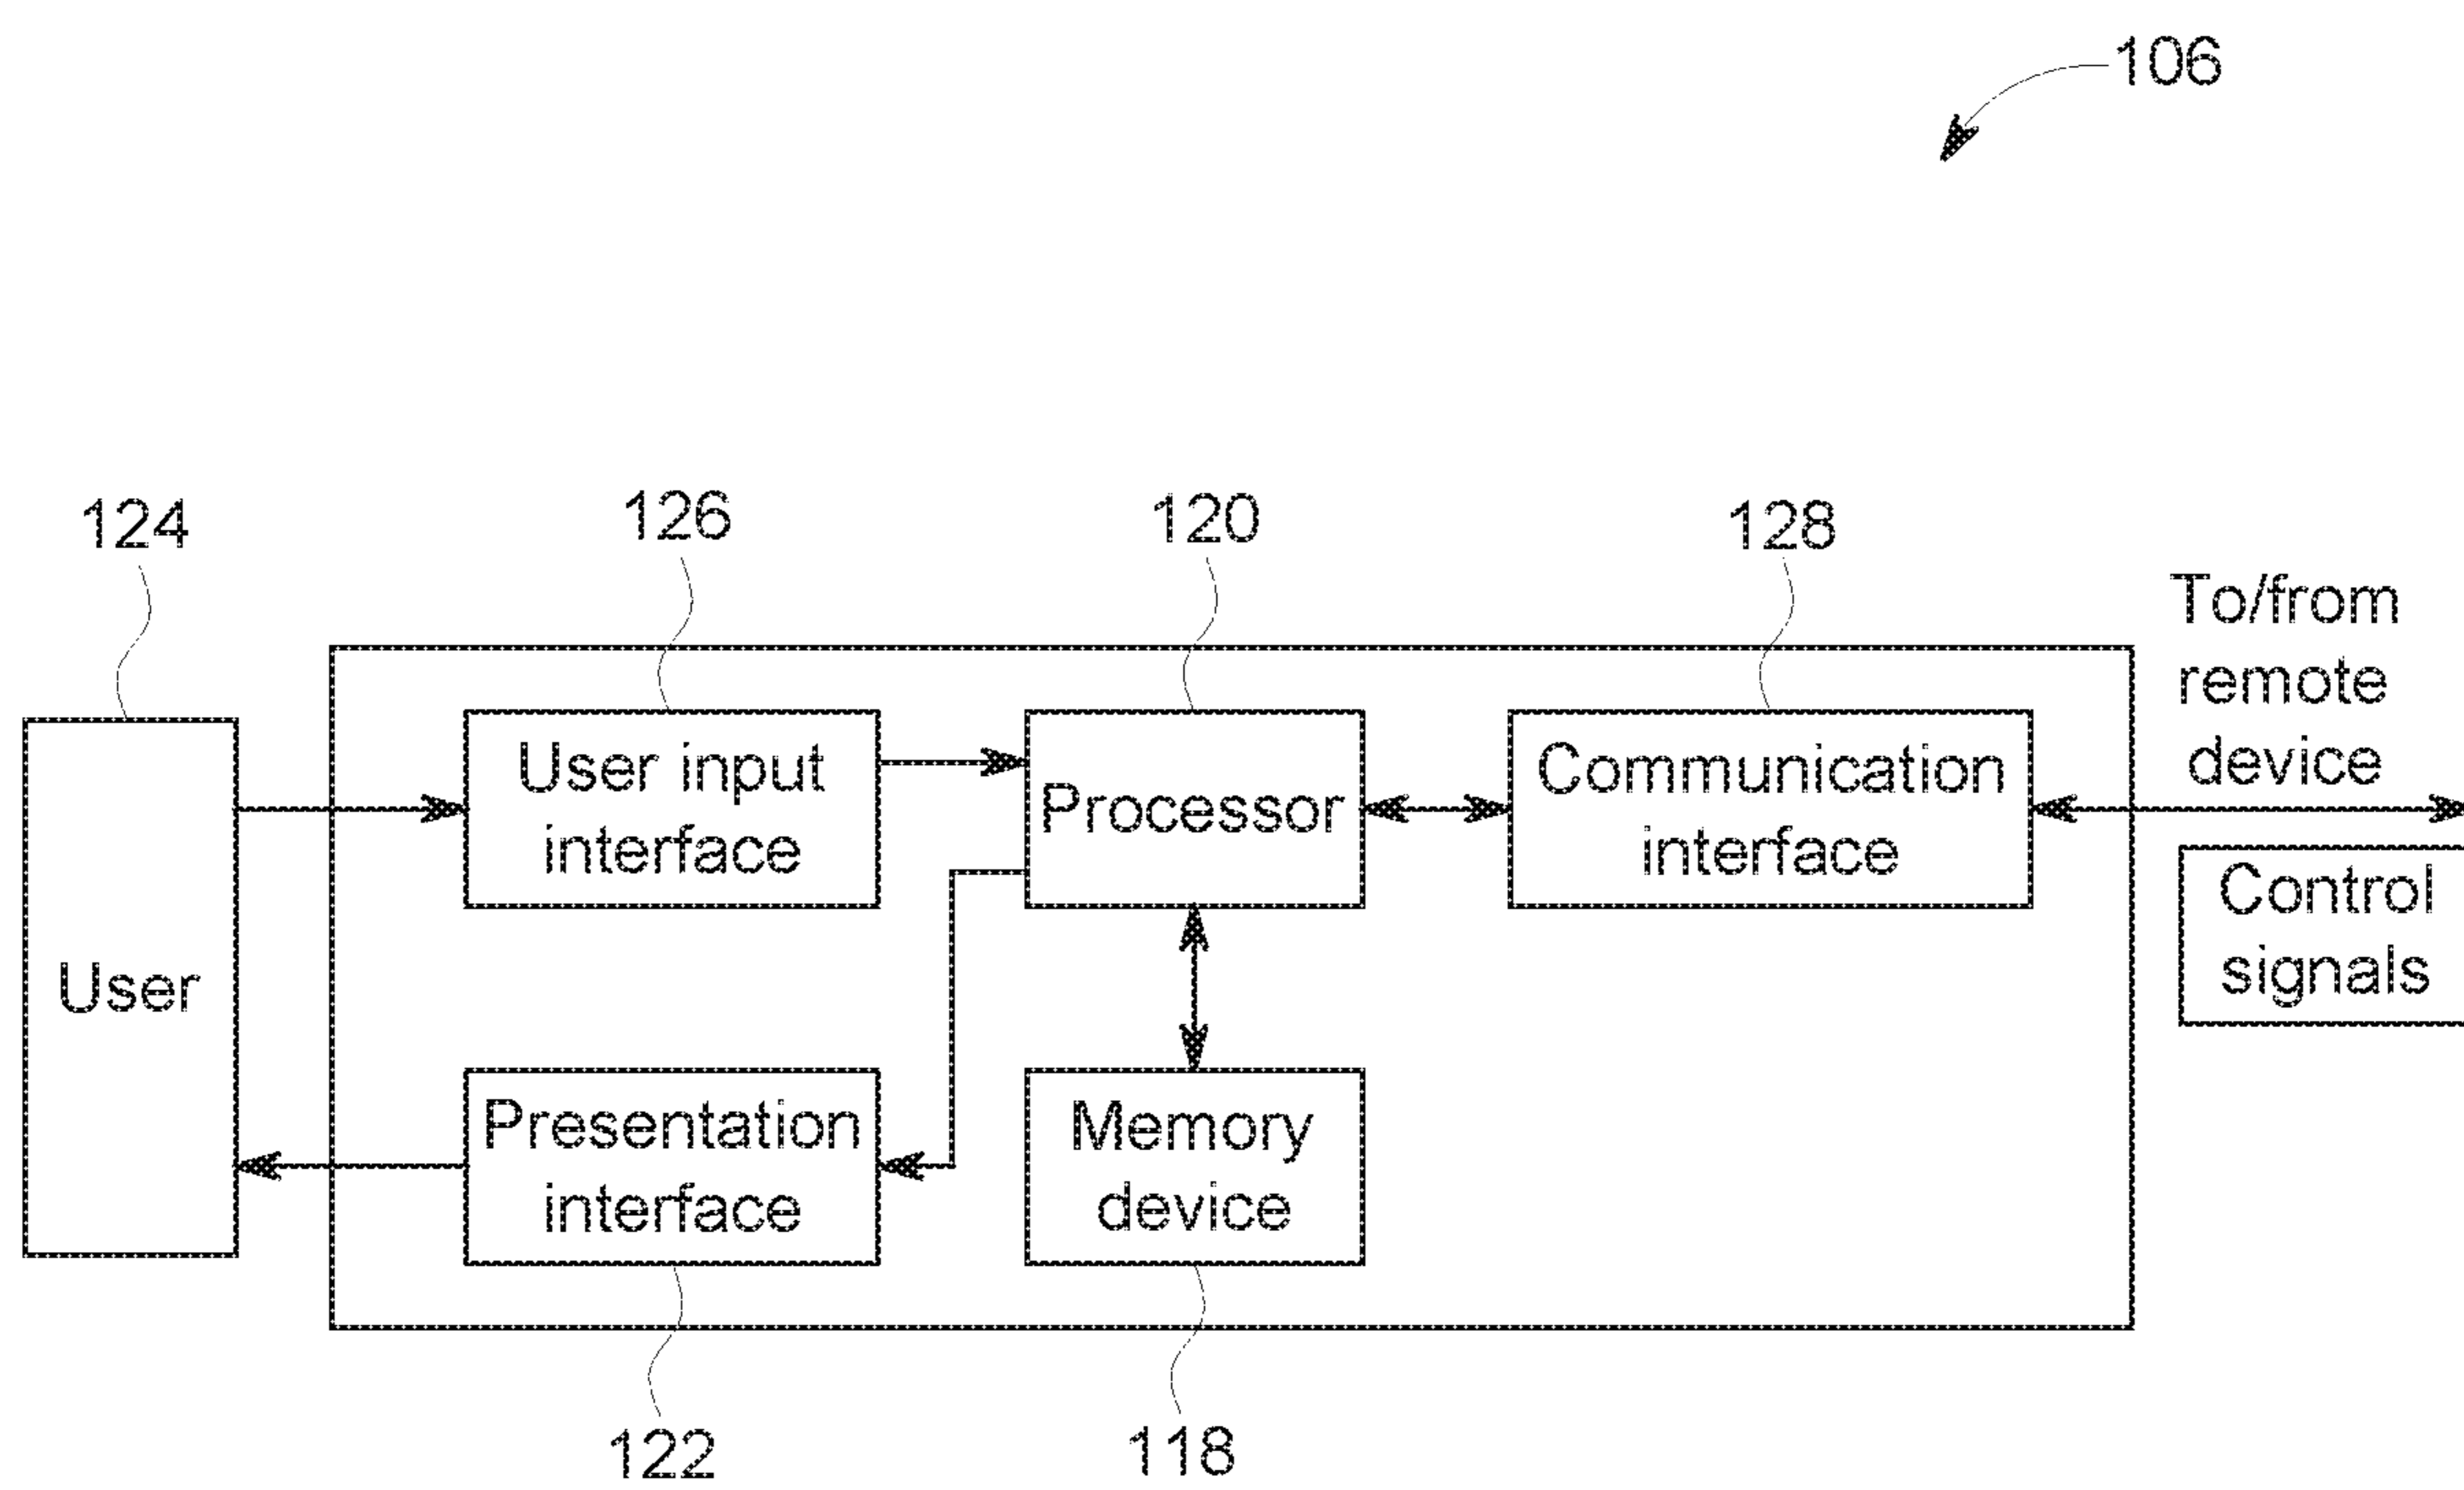 106
124
126
120
128
To/from
remote
device
User input
interface
Processor
Communication
interface
Control
signals
User
Presentation
interface
Memory
device
122
118